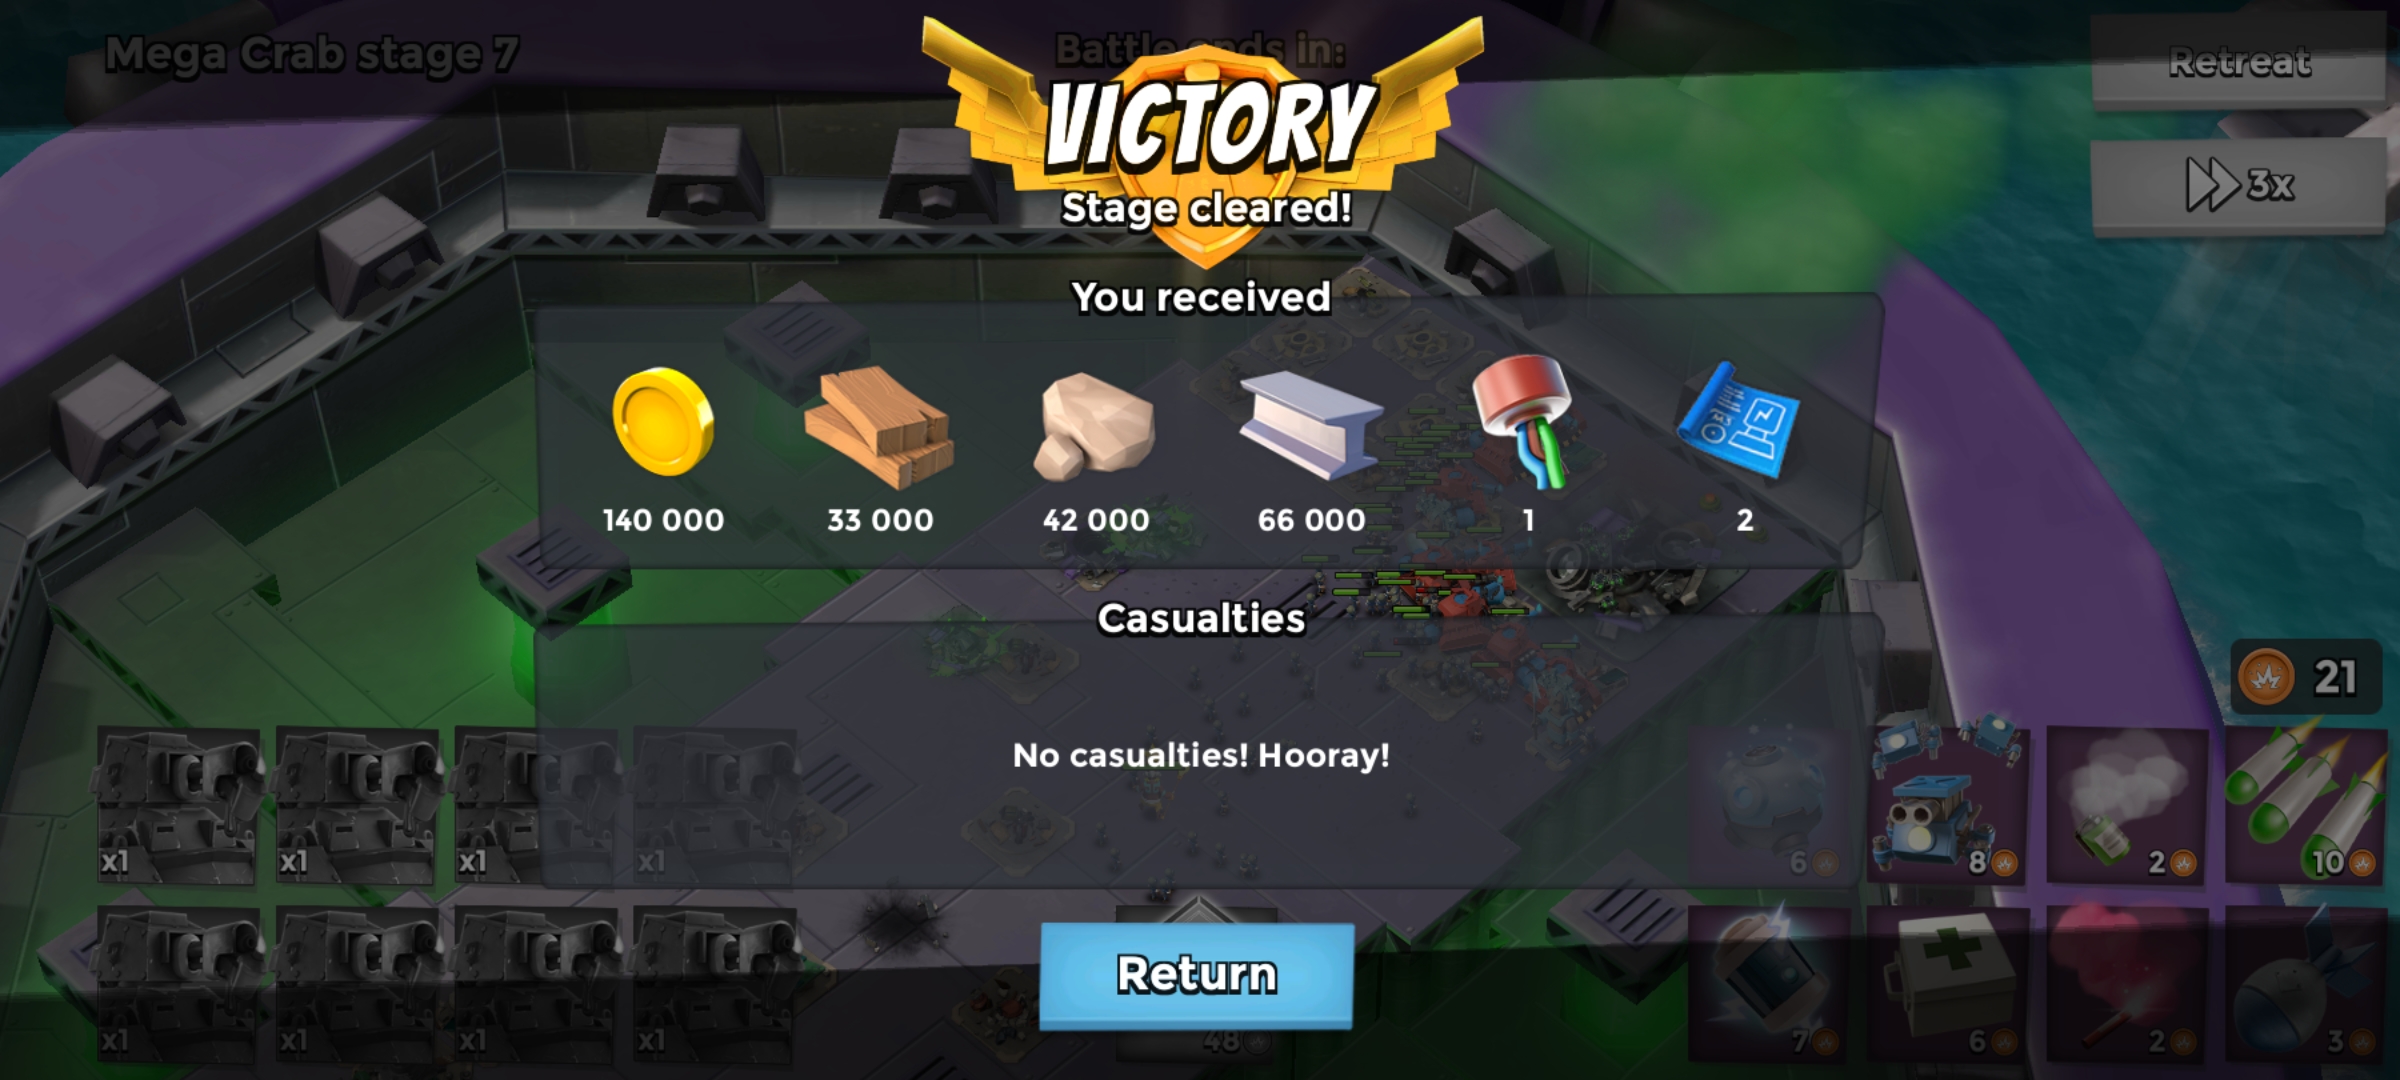 Mega Crab stage 7
Battle ends in:
Retreat
3x
VICTORY
Stage cleared!
You received
140 000
33 000
42 000
66 000
1
2
Casualties
No casualties! Hooray!
21
x1
x1
x1
x1
6
8
2
10
x1
x1
x1
x1
Return
48
7
6
2
3